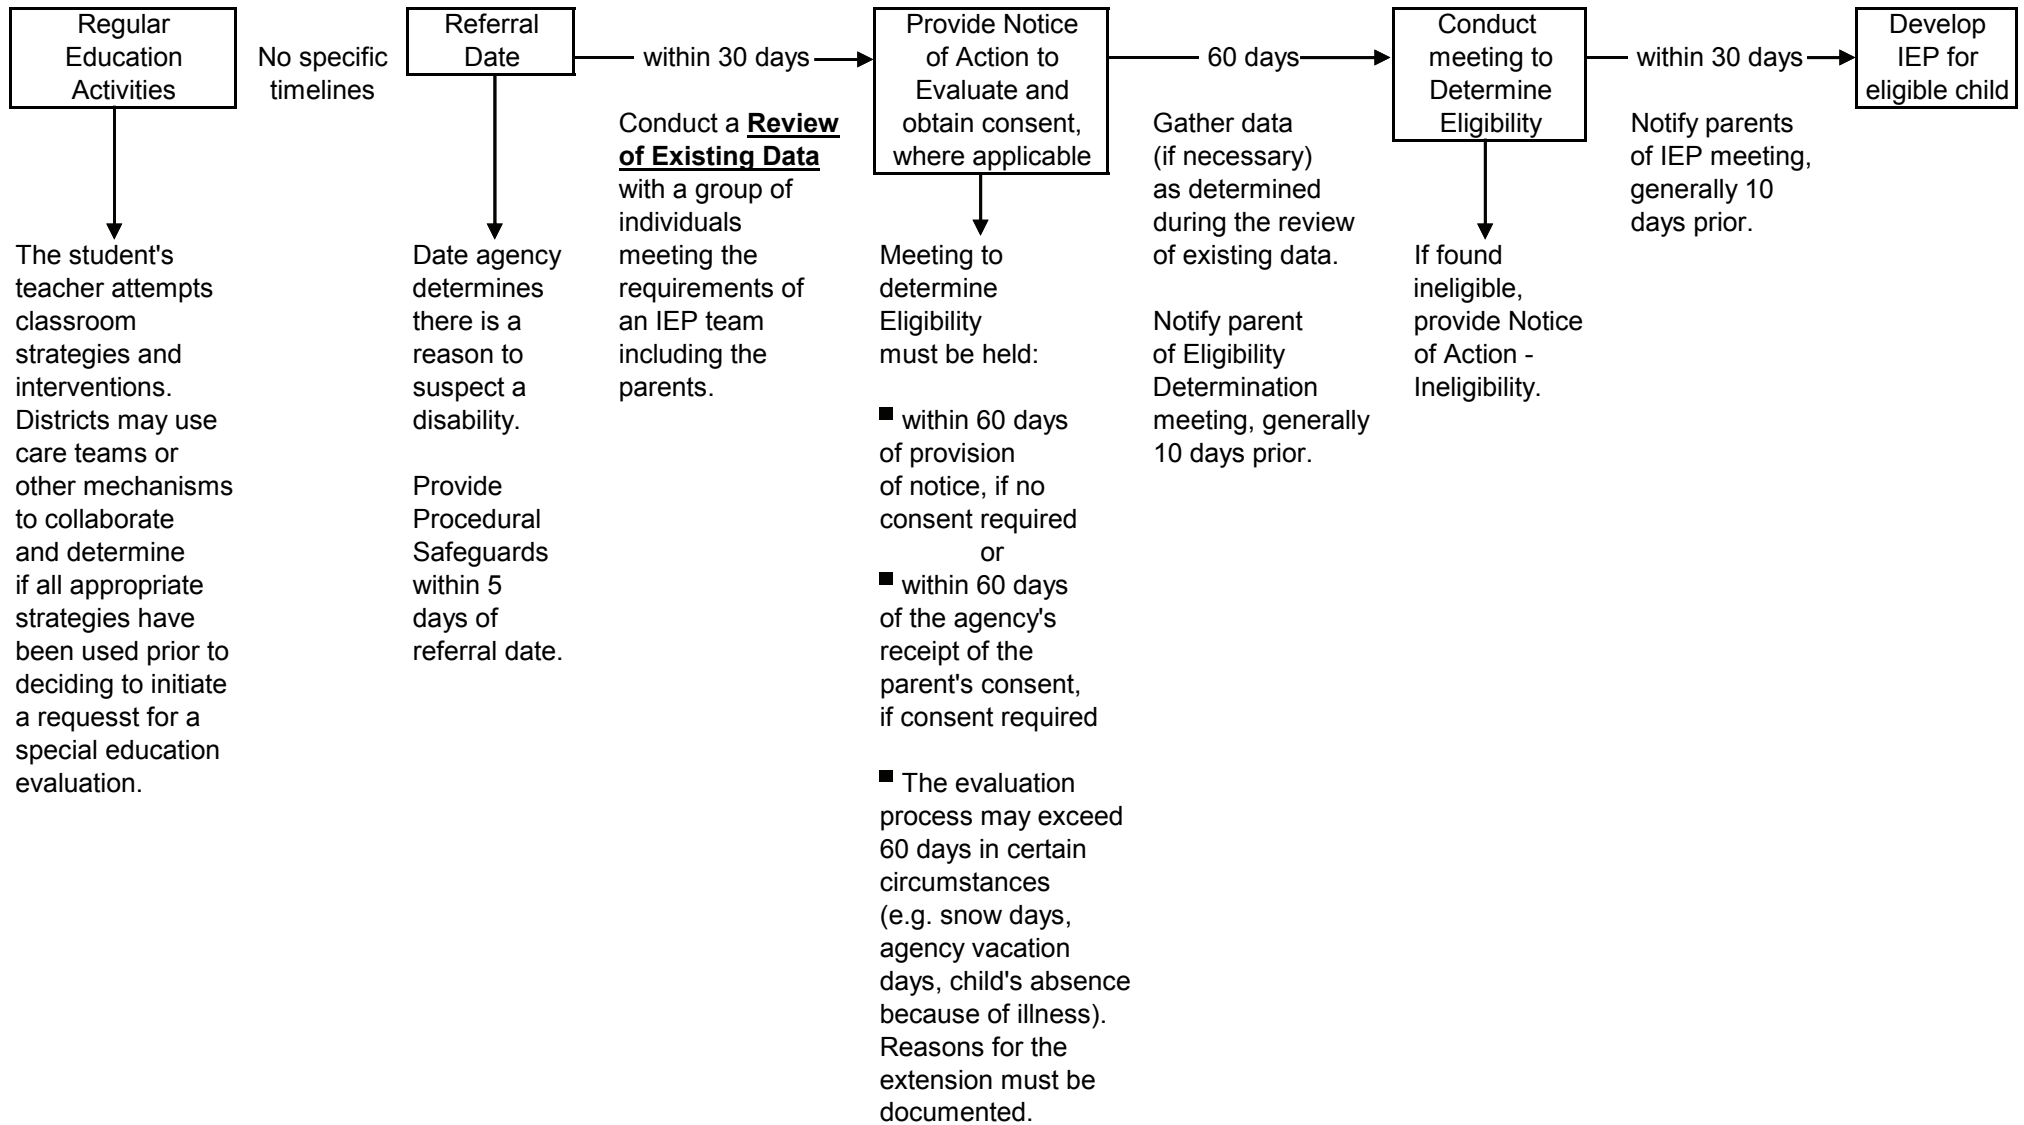 Regular
Education
Activities
No specific
timelines
Referral
Date
within 30 days
Provide Notice
of Action to
Evaluate and
obtain consent,
where applicable
60 days
Conduct
meeting to
Determine
Eligibility
within 30 days
Develop
IEP for
eligible child
The student's
teacher attempts
classroom
strategies and
interventions.
Districts may use
care teams or
other mechanisms
to collaborate
and determine
if all appropriate
strategies have
been used prior to
deciding to initiate
a requesst for a
special education
evaluation.
Date agency
determines
there is a
reason to
suspect a
disability.
Provide
Procedural
Safeguards
within 5
days of
referral date.
Conduct a Review
of Existing Data
with a group of
individuals
meeting the
requirements of
an IEP team
including the
parents.
Meeting to
determine
Eligibility
must be held:
▪ within 60 days
of provision
of notice, if no
consent required
or
▪ within 60 days
of the agency's
receipt of the
parent's consent,
if consent required
▪ The evaluation
process may exceed
60 days in certain
circumstances
(e.g. snow days,
agency vacation
days, child's absence
because of illness).
Reasons for the
extension must be
documented.
Gather data
(if necessary)
as determined
during the review
of existing data.
Notify parent
of Eligibility
Determination
meeting, generally
10 days prior.
If found
ineligible,
provide Notice
of Action -
Ineligibility.
Notify parents
of IEP meeting,
generally 10
days prior.